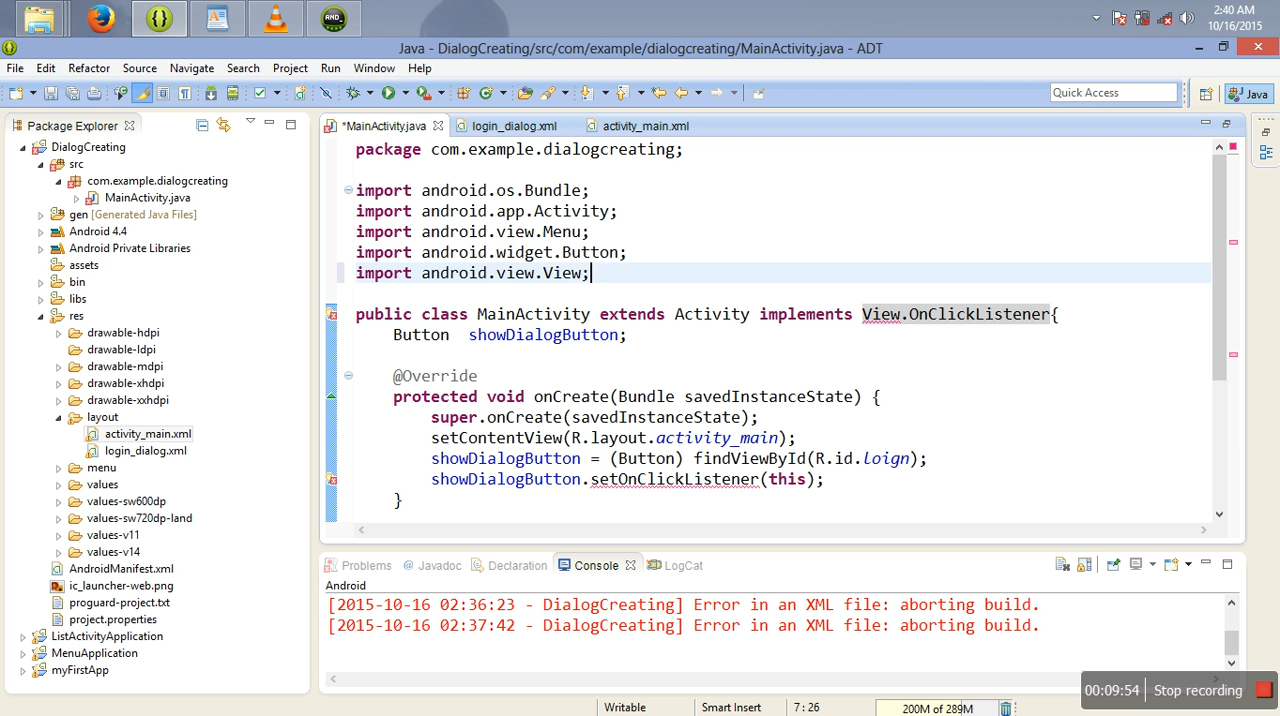 AND_
2:40 AM
10/16/2015
Java - DialogCreating/src/com/example/dialogcreating/MainActivity.java - ADT
File Edit Refactor Source Navigate Search Project Run Window Help
Quick Access
Java
Package Explorer
DialogCreating
src
com.example.dialogcreating
MainActivity.java
gen [Generated Java Files]
Android 4.4
Android Private Libraries
assets
bin
libs
res
drawable-hdpi
drawable-ldpi
drawable-mdpi
drawable-xhdpi
drawable-xxhdpi
layout
activity_main.xml
login_dialog.xml
menu
values
values-sw600dp
values-sw720dp-land
values-v11
values-v14
AndroidManifest.xml
ic_launcher-web.png
proguard-project.txt
project.properties
ListActivityApplication
MenuApplication
myFirstApp
*MainActivity.java login_dialog.xml activity_main.xml
package com.example.dialogcreating;
import android.os.Bundle;
import android.app.Activity;
import android.view.Menu;
import android.widget.Button;
import android.view.View;
public class MainActivity extends Activity implements View.OnClickListener{
Button showDialogButton;
@Override
protected void onCreate(Bundle savedInstanceState) {
super.onCreate(savedInstanceState);
setContentView(R.layout.activity_main);
showDialogButton = (Button) findViewById(R.id.loign);
showDialogButton.setOnClickListener(this);
}
Problems @ Javadoc Declaration Console LogCat
Android
[2015-10-16 02:36:23 - DialogCreating] Error in an XML file: aborting build.
[2015-10-16 02:37:42 - DialogCreating] Error in an XML file: aborting build.
00:09:54 Stop recording
Writable Smart Insert 7 : 26 200M of 289M